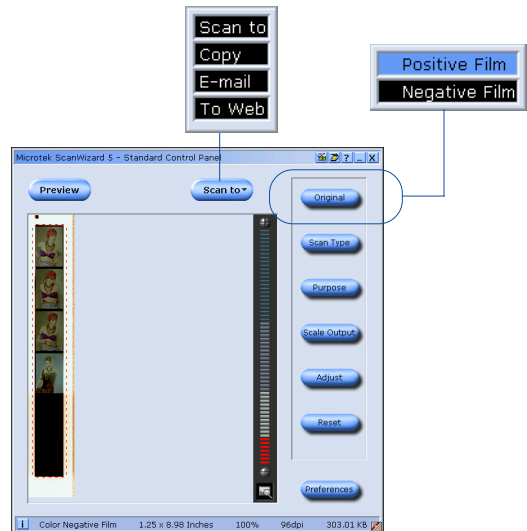 Scan to
Copy
E-mail
To Web
Positive Film
Negative Film
Microtek ScanWizard 5 - Standard Control Panel
? _ X
Preview
Scan to
Original
Scan Type
Purpose
Scale Output
Adjust
Reset
Preferences
i Color Negative Film 1.25 x 8.98 Inches 100% 96dpi 303.01 KB